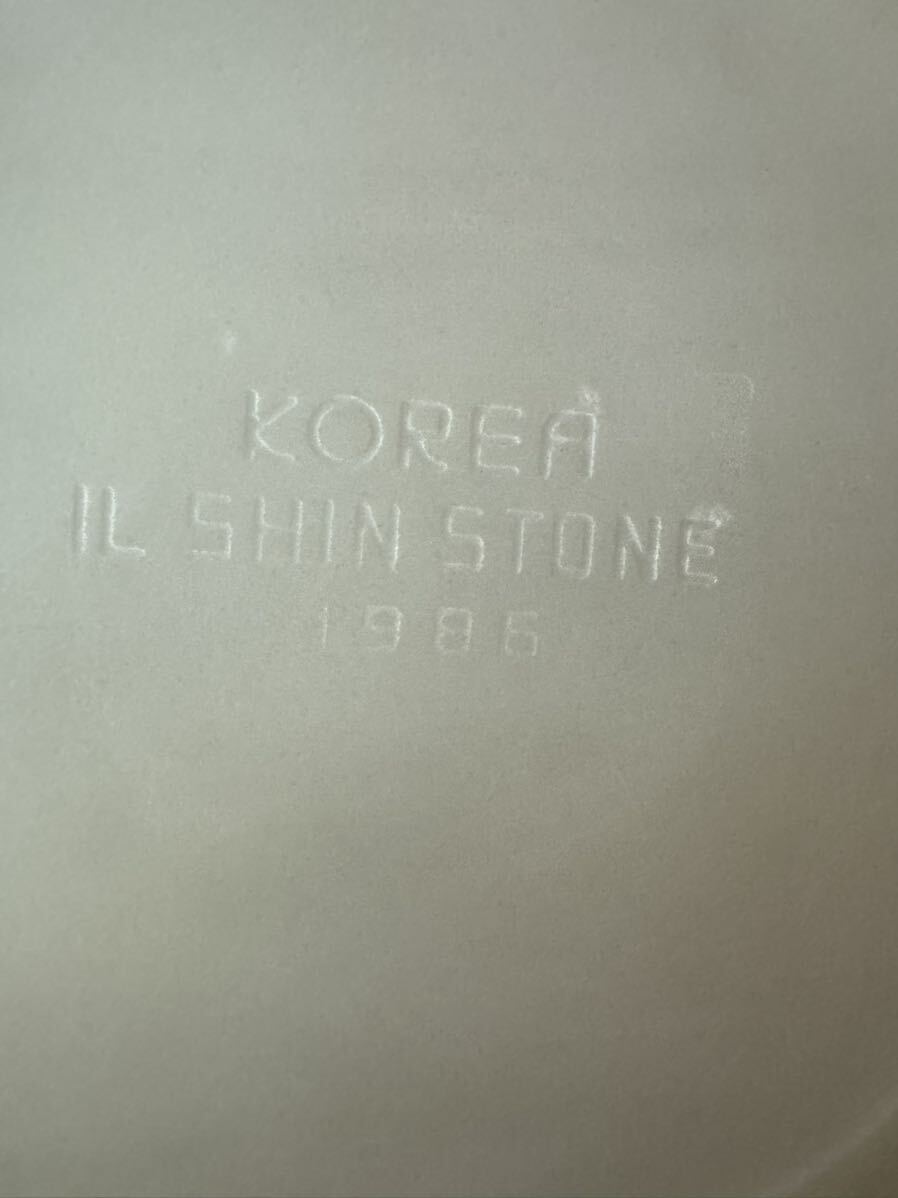 KOREA
IL SHIN STONE
1986